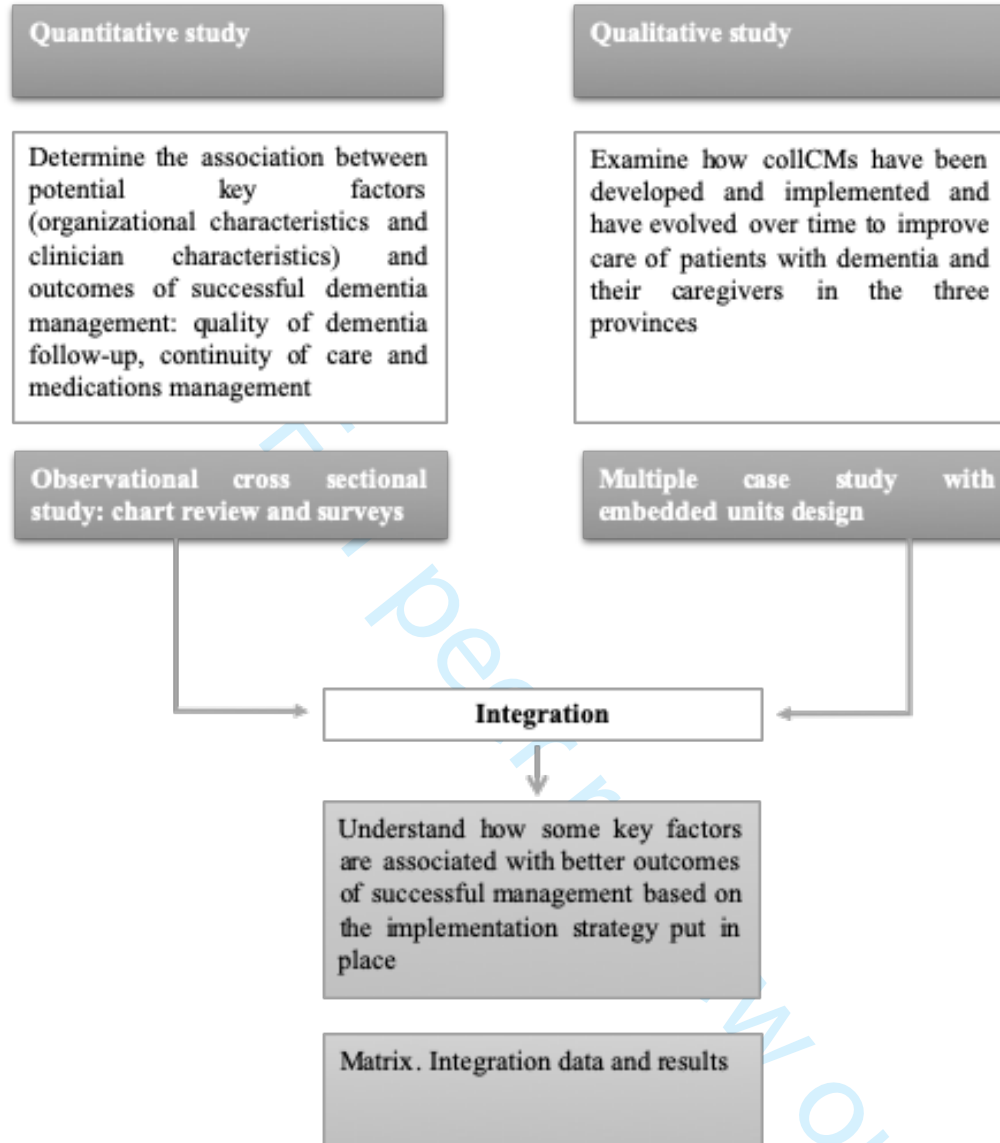 Quantitative study
Determine the association between
potential key factors
(organizational characteristics and
clinician characteristics) and
outcomes of successful dementia
management: quality of dementia
follow-up, continuity of care and
medications management
Observational cross sectional
study: chart review and surveys
Qualitative study
Examine how collCMs have been
developed and implemented and
have evolved over time to improve
care of patients with dementia and
their caregivers in the three
provinces
Multiple case study with
embedded units design
Integration
Understand how some key factors
are associated with better outcomes
of successful management based on
the implementation strategy put in
place
Matrix. Integration data and results